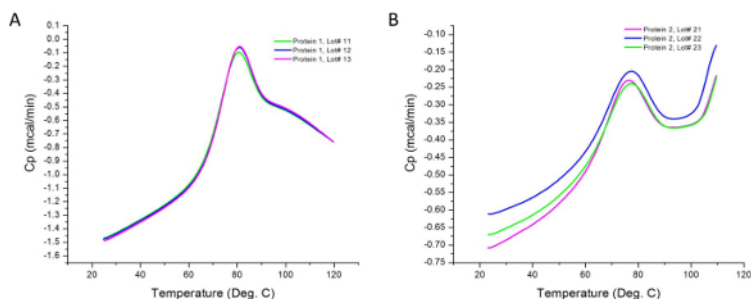 A
Protein 1, Lot# 11
Protein 1, Lot# 12
Protein 1, Lot# 13
0.1
0.0
-0.1
-0.2
-0.3
-0.4
-0.5
-0.6
-0.7
-0.8
-0.9
-1.0
-1.1
-1.2
-1.3
-1.4
-1.5
-1.6
Cp (mcal/min)
20 40 60 80 100 120
Temperature (Deg. C)
B
Protein 2, Lot# 21
Protein 2, Lot# 22
Protein 2, Lot# 23
-0.15
-0.20
-0.25
-0.30
-0.35
-0.40
-0.45
-0.50
-0.55
-0.60
-0.65
-0.70
-0.75
Cp (mcal/min)
20 40 60 80 100 120
Temperature (Deg. C)